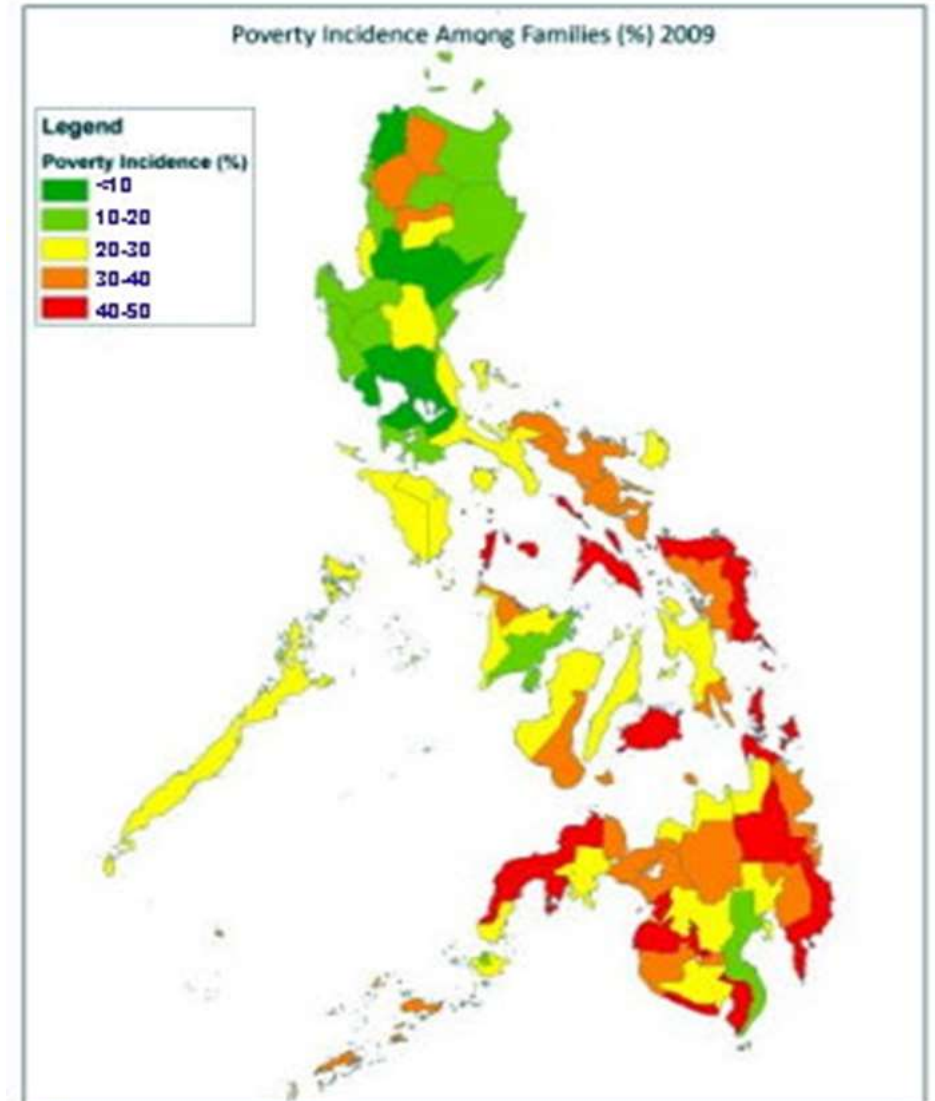 Poverty Incidence Among Families (%) 2009
Legend
Poverty Incidence (%)
<10
10-20
20-30
30-40
40-50